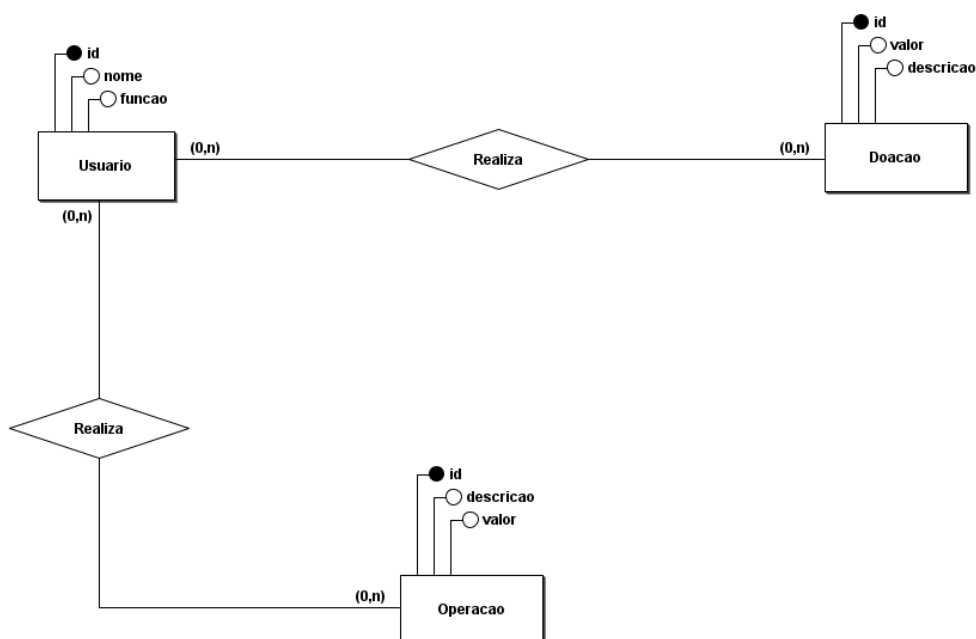 id
nome
funcao
Usuario
(0,n)
Realiza
(0,n)
id
valor
descricao
Doacao
(0,n)
Realiza
(0,n)
id
descricao
valor
Operacao